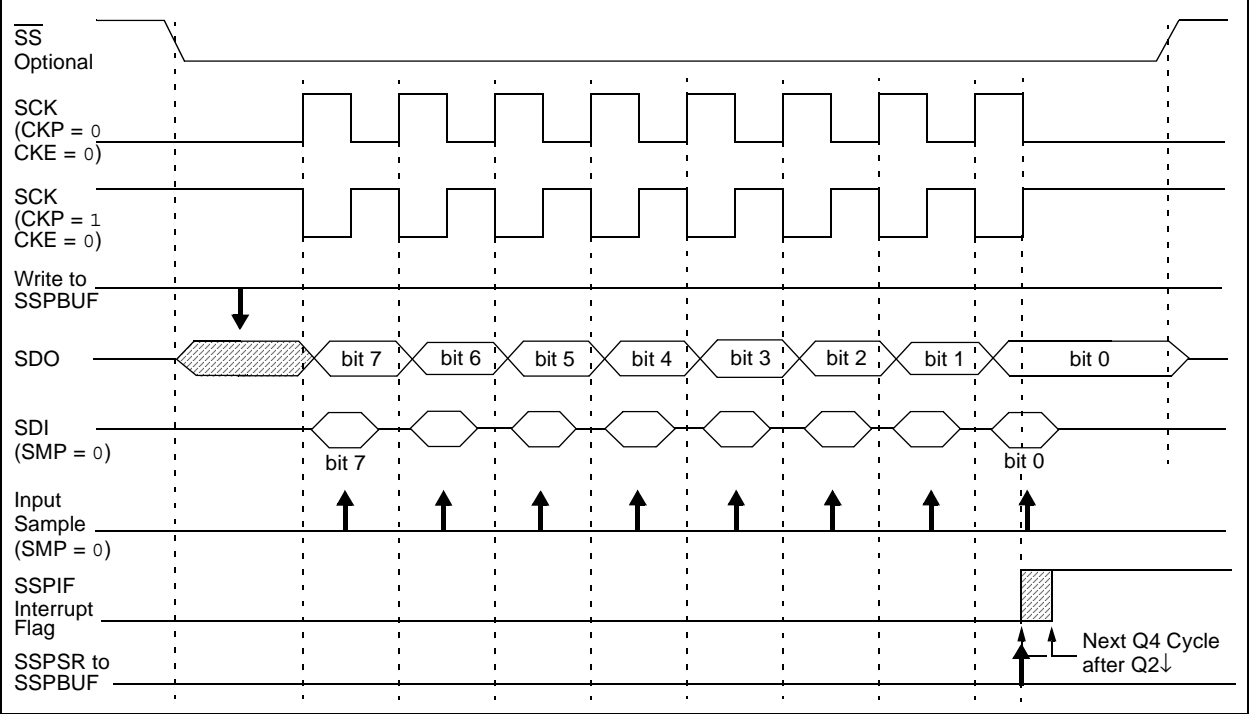 SS
Optional
SCK
(CKP = 0
CKE = 0)
SCK
(CKP = 1
CKE = 0)
Write to
SSPBUF
SDO
bit 7 bit 6 bit 5 bit 4 bit 3 bit 2 bit 1 bit 0
SDI
(SMP = 0)
bit 7 bit 0
Input
Sample
(SMP = 0)
SSPIF
Interrupt
Flag
Next Q4 Cycle
after Q2↓
SSPSR to
SSPBUF